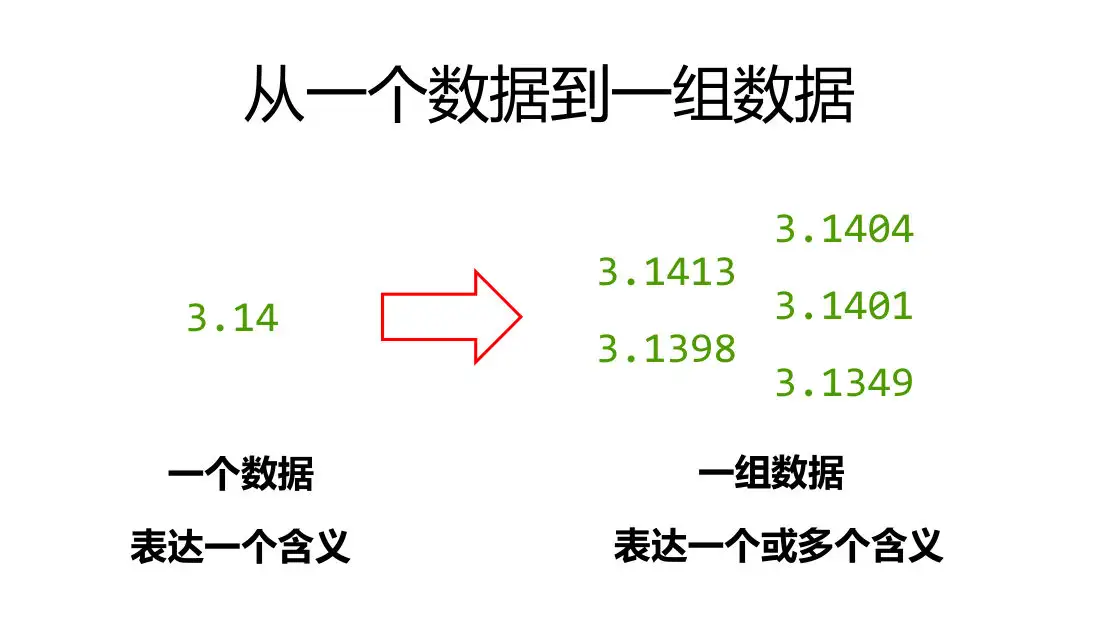 从一个数据到一组数据
3.14
3.1413
3.1398
3.1404
3.1401
3.1349
一个数据
表达一个含义
一组数据
表达一个或多个含义